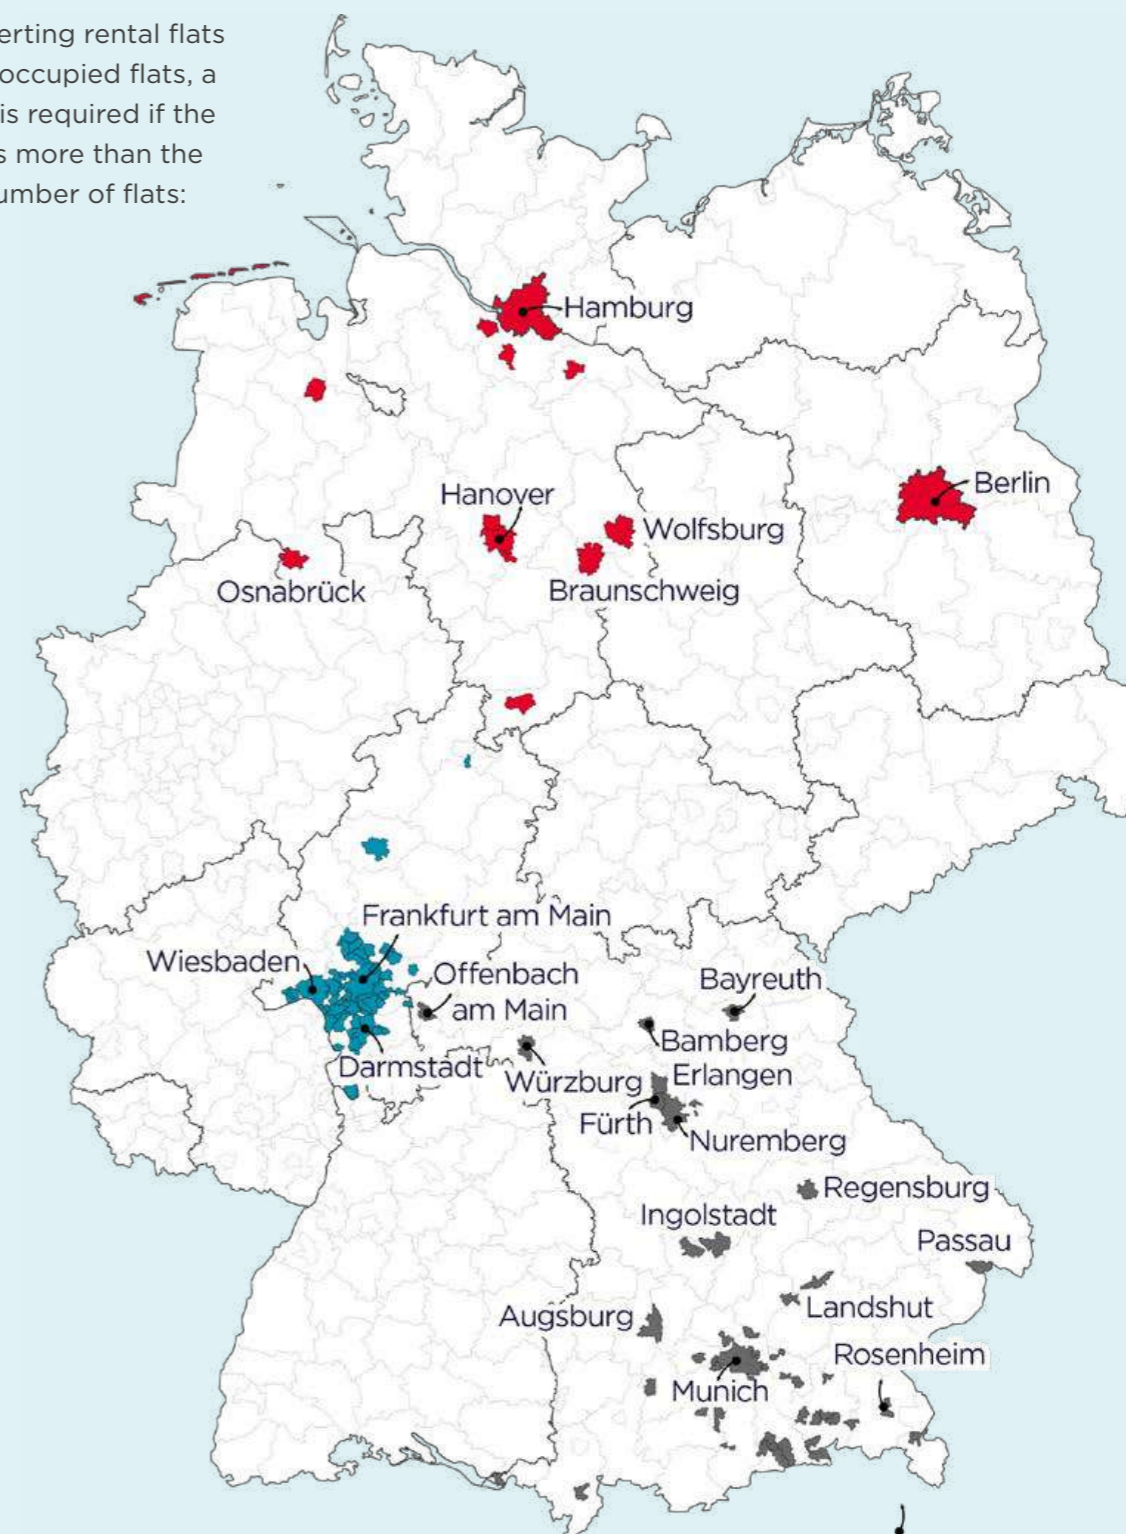 erting rental flats
occupied flats, a
is required if the
s more than the
umber of flats:
Hamburg
Berlin
Hanover
Wolfsburg
Osnabrück
Braunschweig
Frankfurt am Main
Wiesbaden
Offenbach
am Main
Bayreuth
Bamberg
Darmstadt
Würzburg
Erlangen
Fürth
Nuremberg
Regensburg
Ingolstadt
Passau
Augsburg
Landshut
Rosenheim
Munich